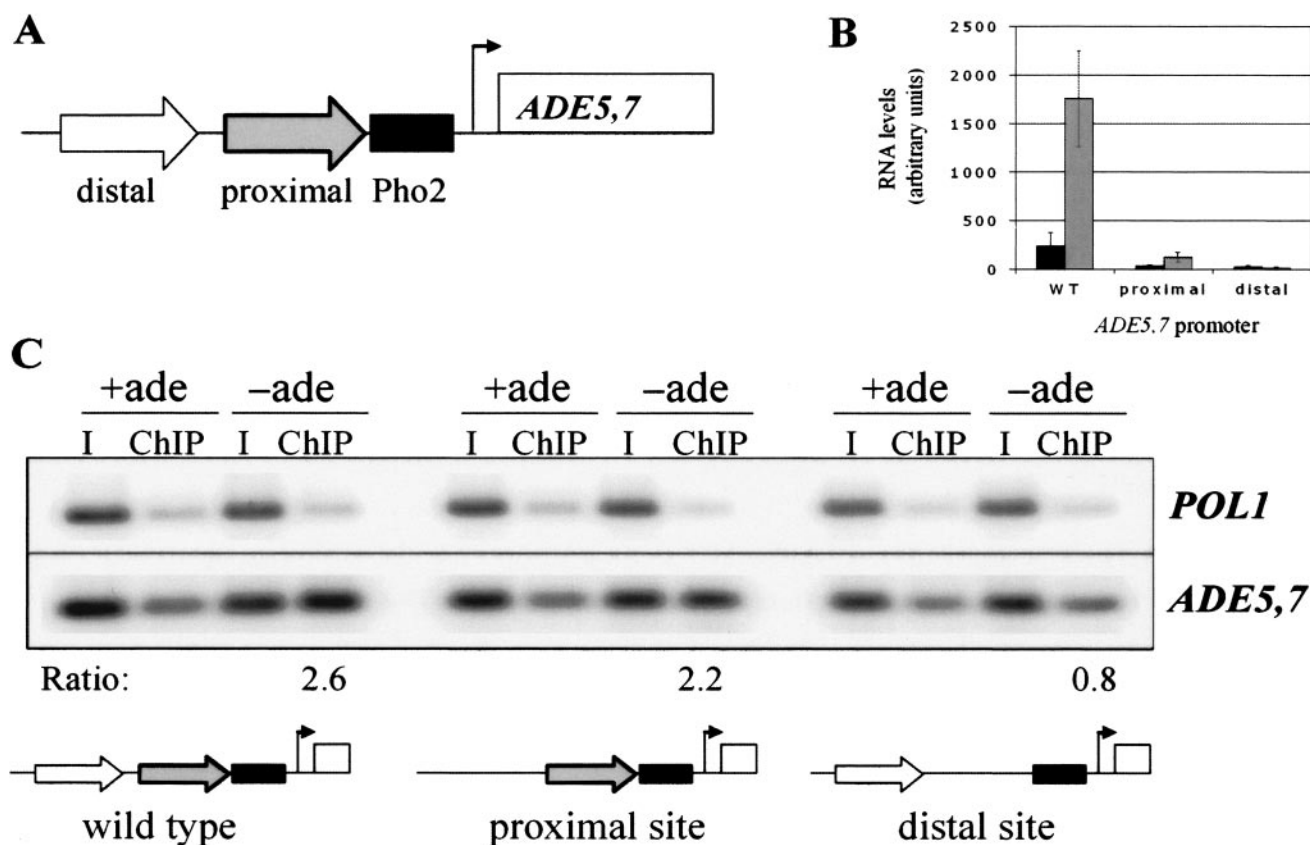 A
ADE5,7
distal
proximal
Pho2
B
RNA levels
(arbitrary units)
2500
2000
1500
1000
500
0
WT
proximal
distal
ADE5,7 promoter
C
+ade
–ade
+ade
–ade
+ade
–ade
I ChIP I ChIP I ChIP I ChIP I ChIP I ChIP
POL1
ADE5,7
Ratio: 2.6 2.2 0.8
wild type
proximal site
distal site